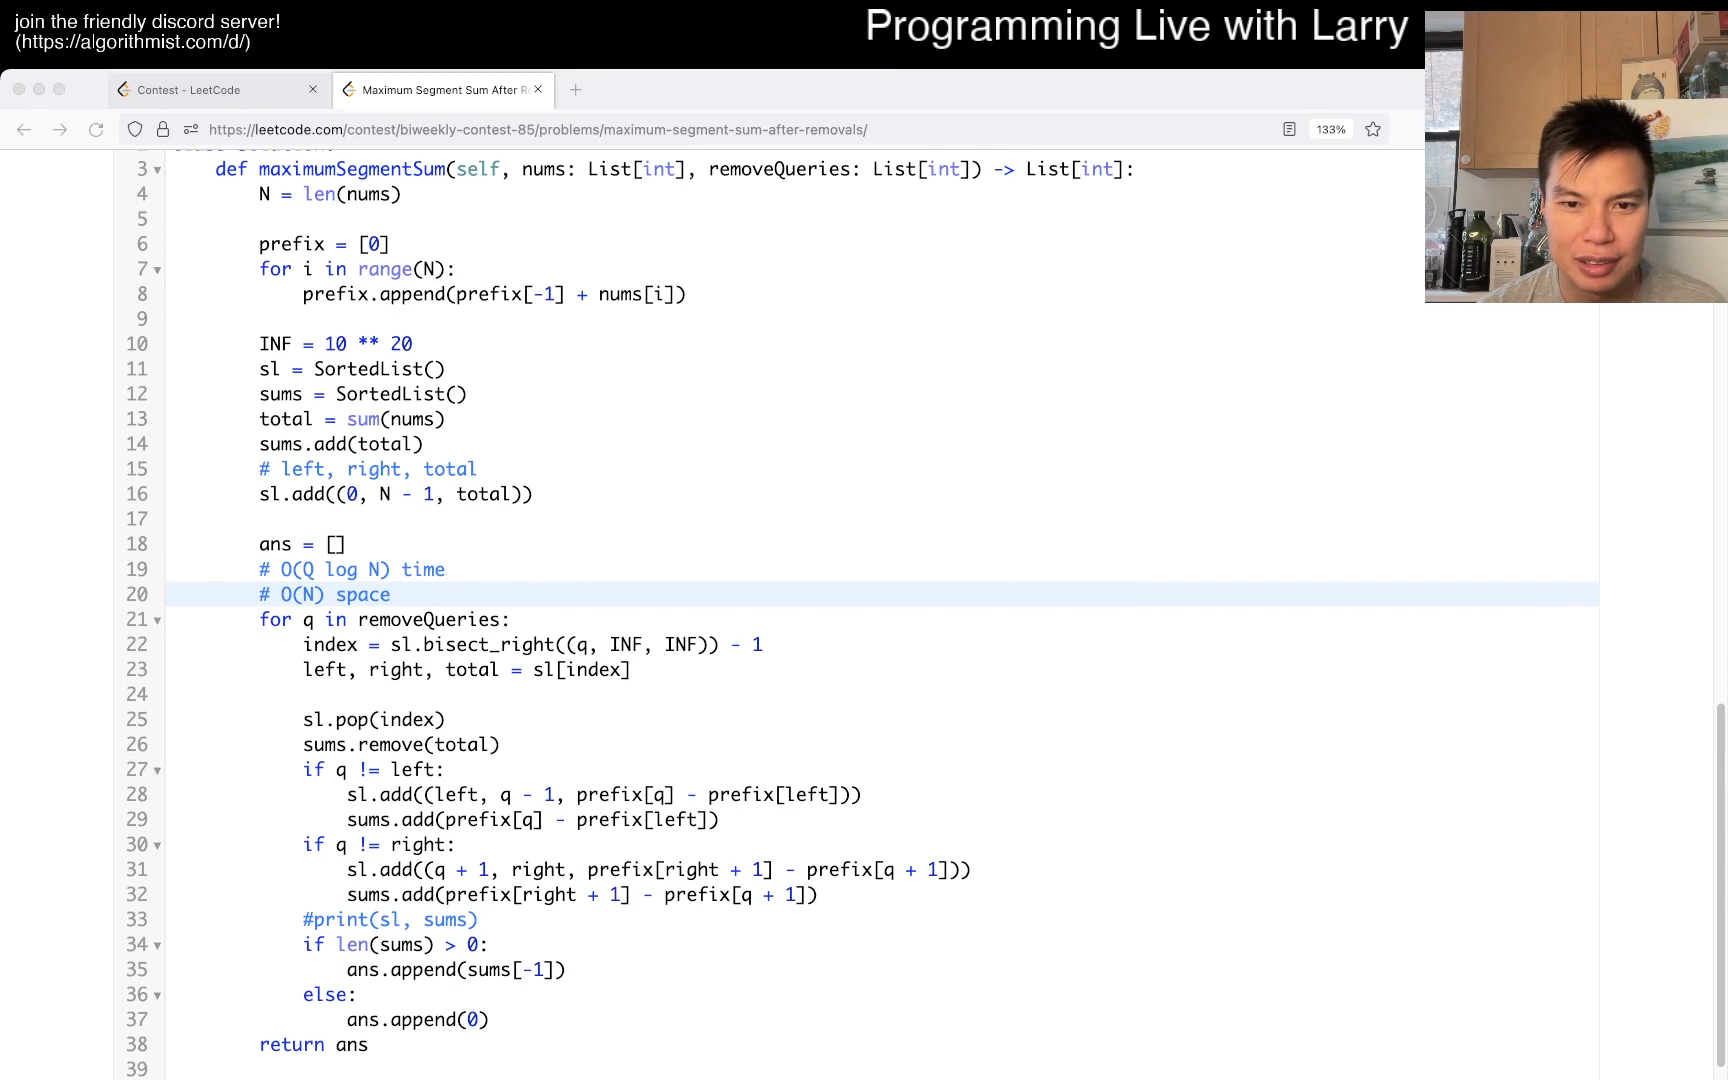 join the friendly discord server!
(https://algorithmist.com/d/)
Programming Live with Larry
Contest - LeetCode
Maximum Segment Sum After R
https://leetcode.com/contest/biweekly-contest-85/problems/maximum-segment-sum-after-removals/
133%
3 def maximumSegmentSum(self, nums: List[int], removeQueries: List[int]) -> List[int]:
4 N = len(nums)
5
6 prefix = [0]
7 for i in range(N):
8 prefix.append(prefix[-1] + nums[i])
9
10 INF = 10 ** 20
11 sl = SortedList()
12 sums = SortedList()
13 total = sum(nums)
14 sums.add(total)
15 # left, right, total
16 sl.add((0, N - 1, total))
17
18 ans = []
19 # O(Q log N) time
20 # O(N) space
21 for q in removeQueries:
22 index = sl.bisect_right((q, INF, INF)) - 1
23 left, right, total = sl[index]
24
25 sl.pop(index)
26 sums.remove(total)
27 if q != left:
28 sl.add((left, q - 1, prefix[q] - prefix[left]))
29 sums.add(prefix[q] - prefix[left])
30 if q != right:
31 sl.add((q + 1, right, prefix[right + 1] - prefix[q + 1]))
32 sums.add(prefix[right + 1] - prefix[q + 1])
33 #print(sl, sums)
34 if len(sums) > 0:
35 ans.append(sums[-1])
36 else:
37 ans.append(0)
38 return ans
39